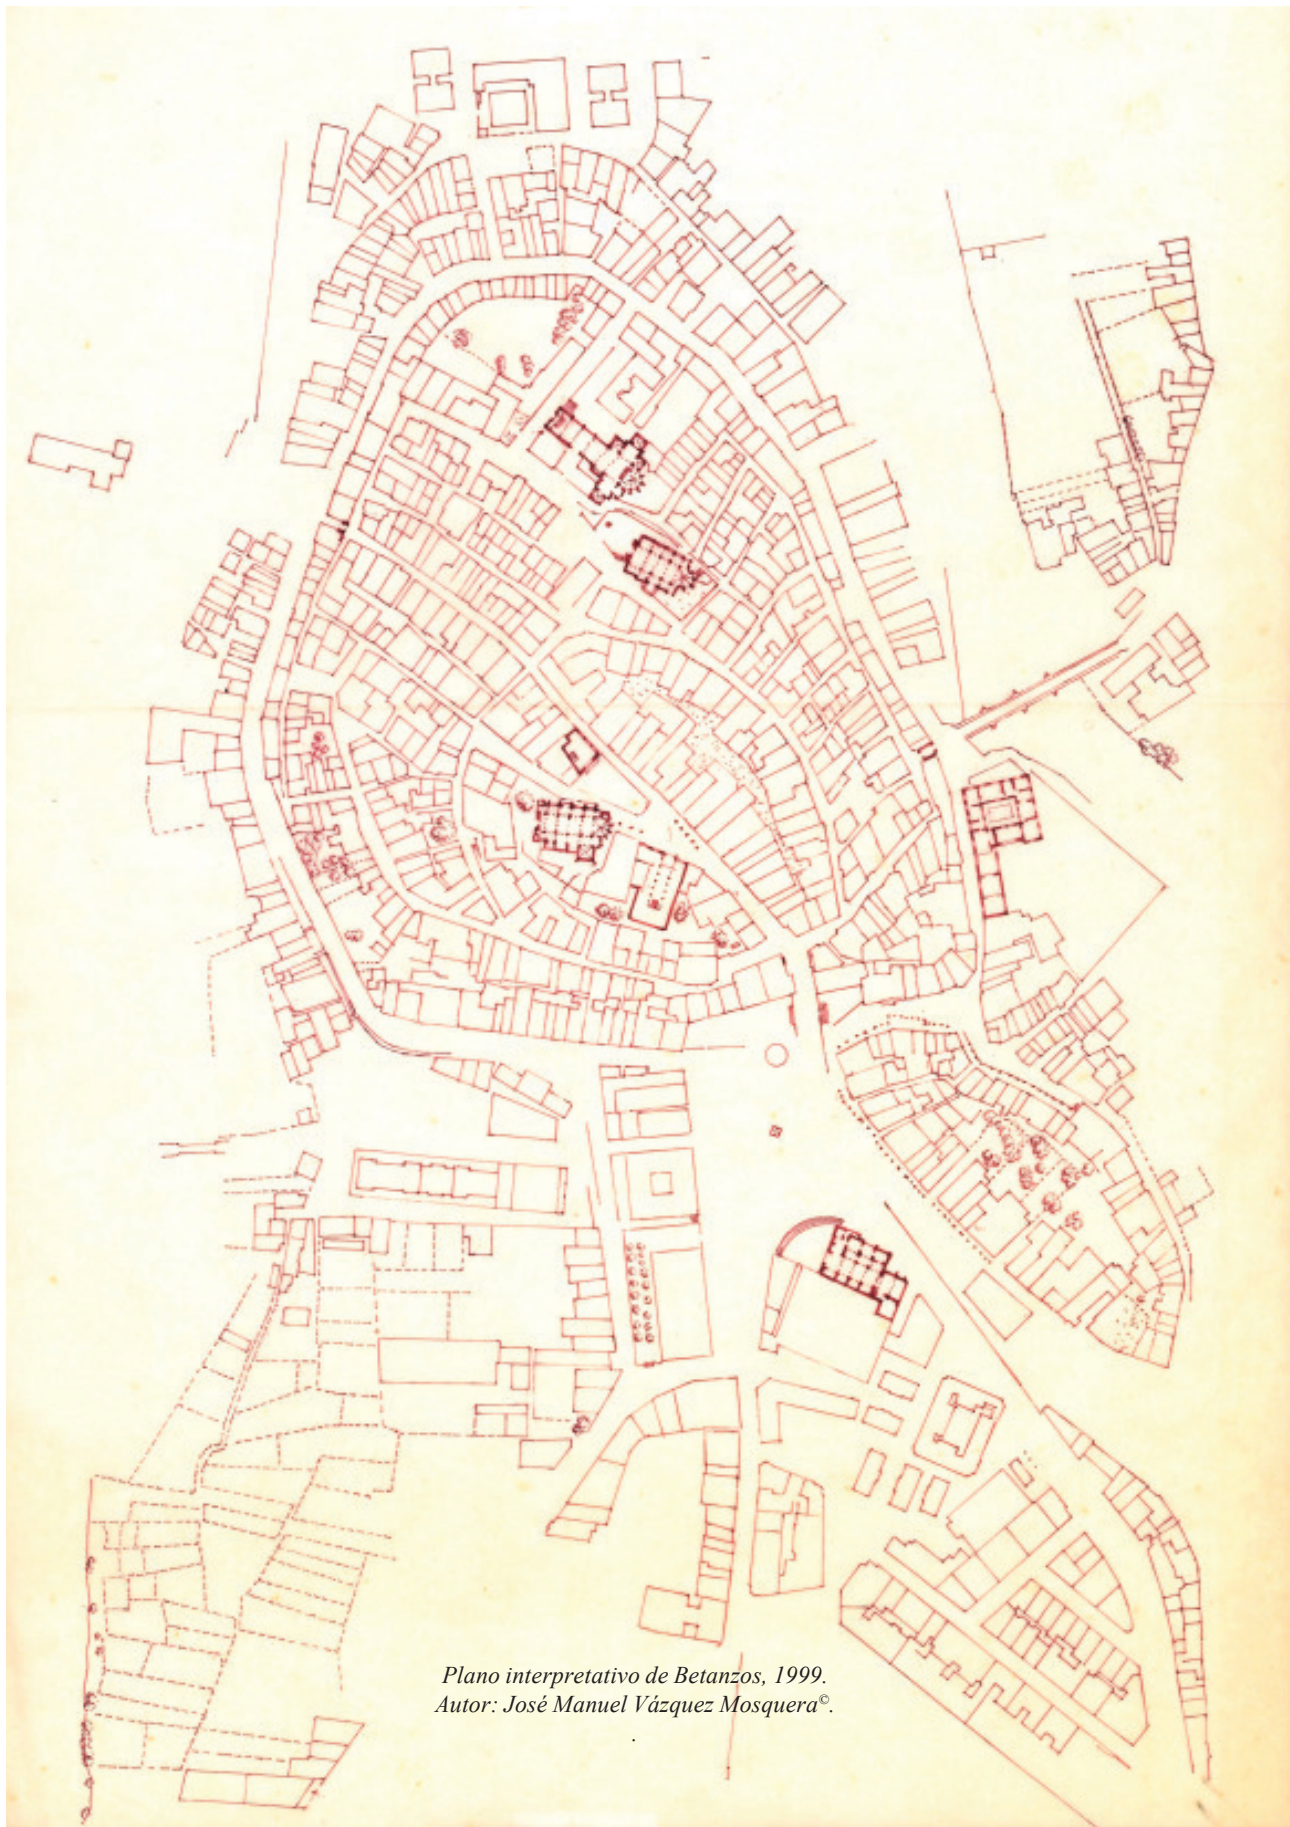 Plano interpretativo de Betanzos, 1999.
Autor: José Manuel Vázquez Mosquera©.
.